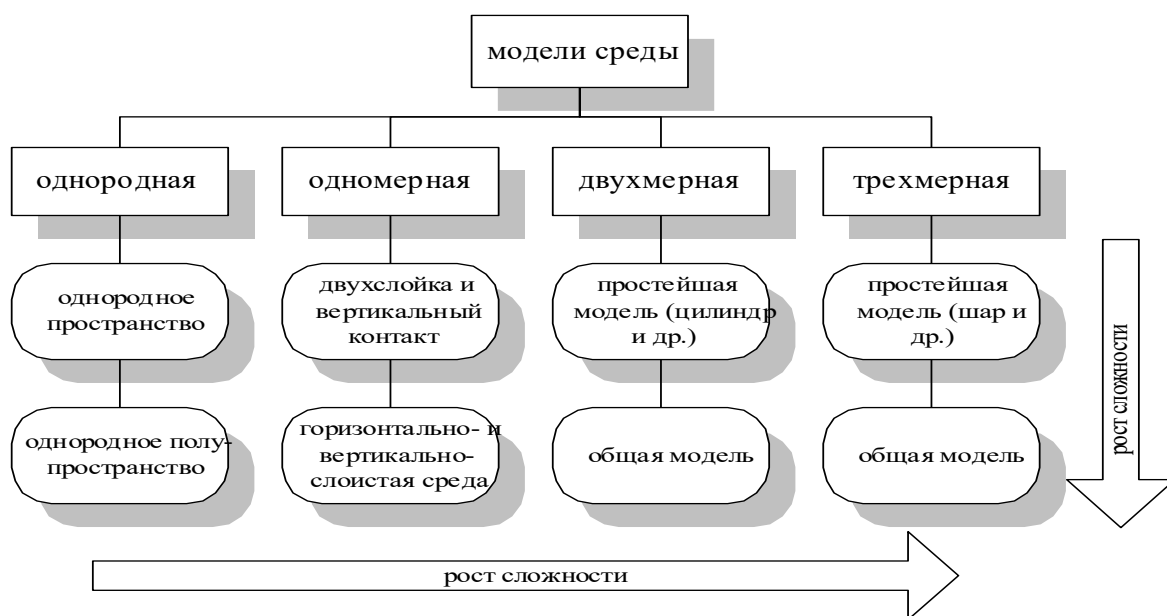 модели среды
однородная
одномерная
двухмерная
трехмерная
однородное
пространство
двухслойка и
вертикальный
контакт
простейшая
модель (цилиндр
и др.)
простейшая
модель (шар и
др.)
однородное полу-
пространство
горизонтально- и
вертикально-
слоистая среда
общая модель
общая модель
рост сложности
рост сложности